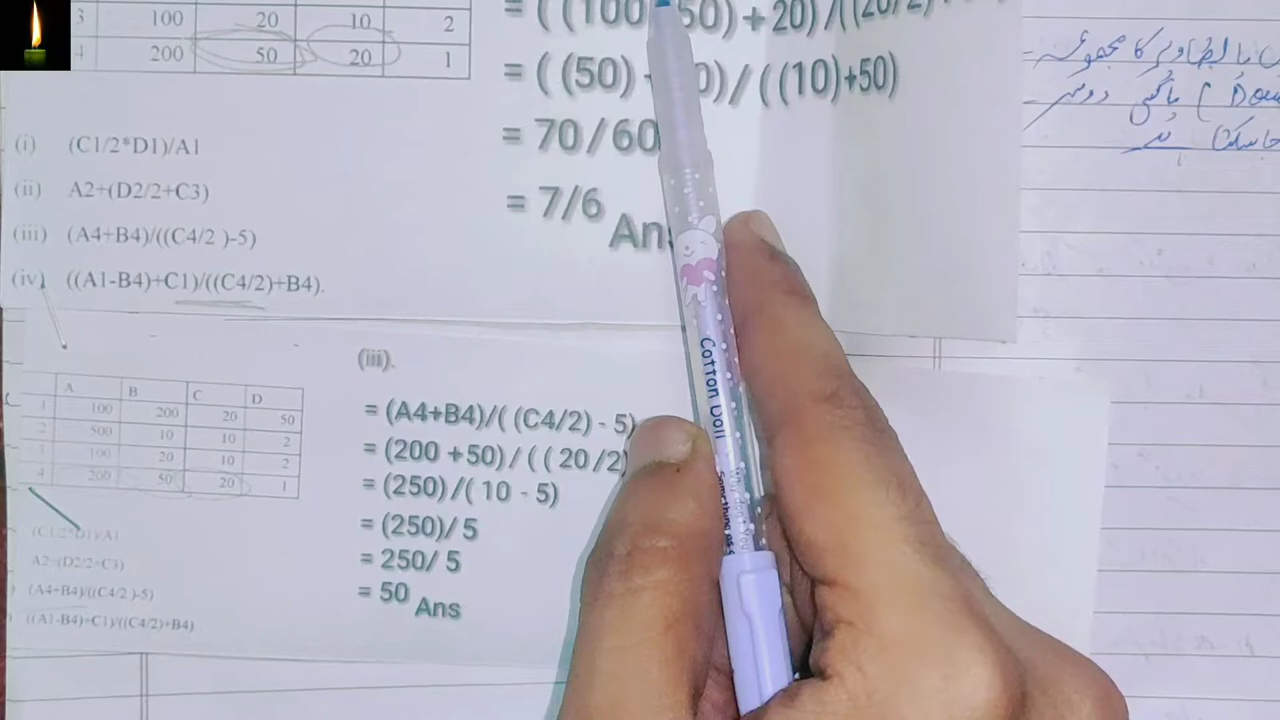 3 100 20 10 2
4 200 50 20 1
= ((100 50)+20)/((20/2)+
= ((50) 0)/((10)+50)
= 70/60
= 7/6
Ans
(i) (C1/2*D1)/A1
(ii) A2+(D2/2+C3)
(iii) (A4+B4)/((C4/2 )-5)
(iv) ((A1-B4)+C1)/((C4/2)+B4).
کا مجموعہ
دوسر
A B C D
1 100 200 20 50
2 500 10 10 2
3 100 20 10 2
4 200 50 20 1
(C1/2*D1)/A1
A2+(D2/2+C3)
(A4+B4)/((C4/2 )-5)
((A1-B4)+C1)/((C4/2)+B4)
(iii).
= (A4+B4)/( (C4/2) - 5)
= (200 +50) / ( ( 20 /2)
= (250) /( 10 - 5)
= (250)/ 5
= 250/ 5
= 50 Ans
Cotton Doll